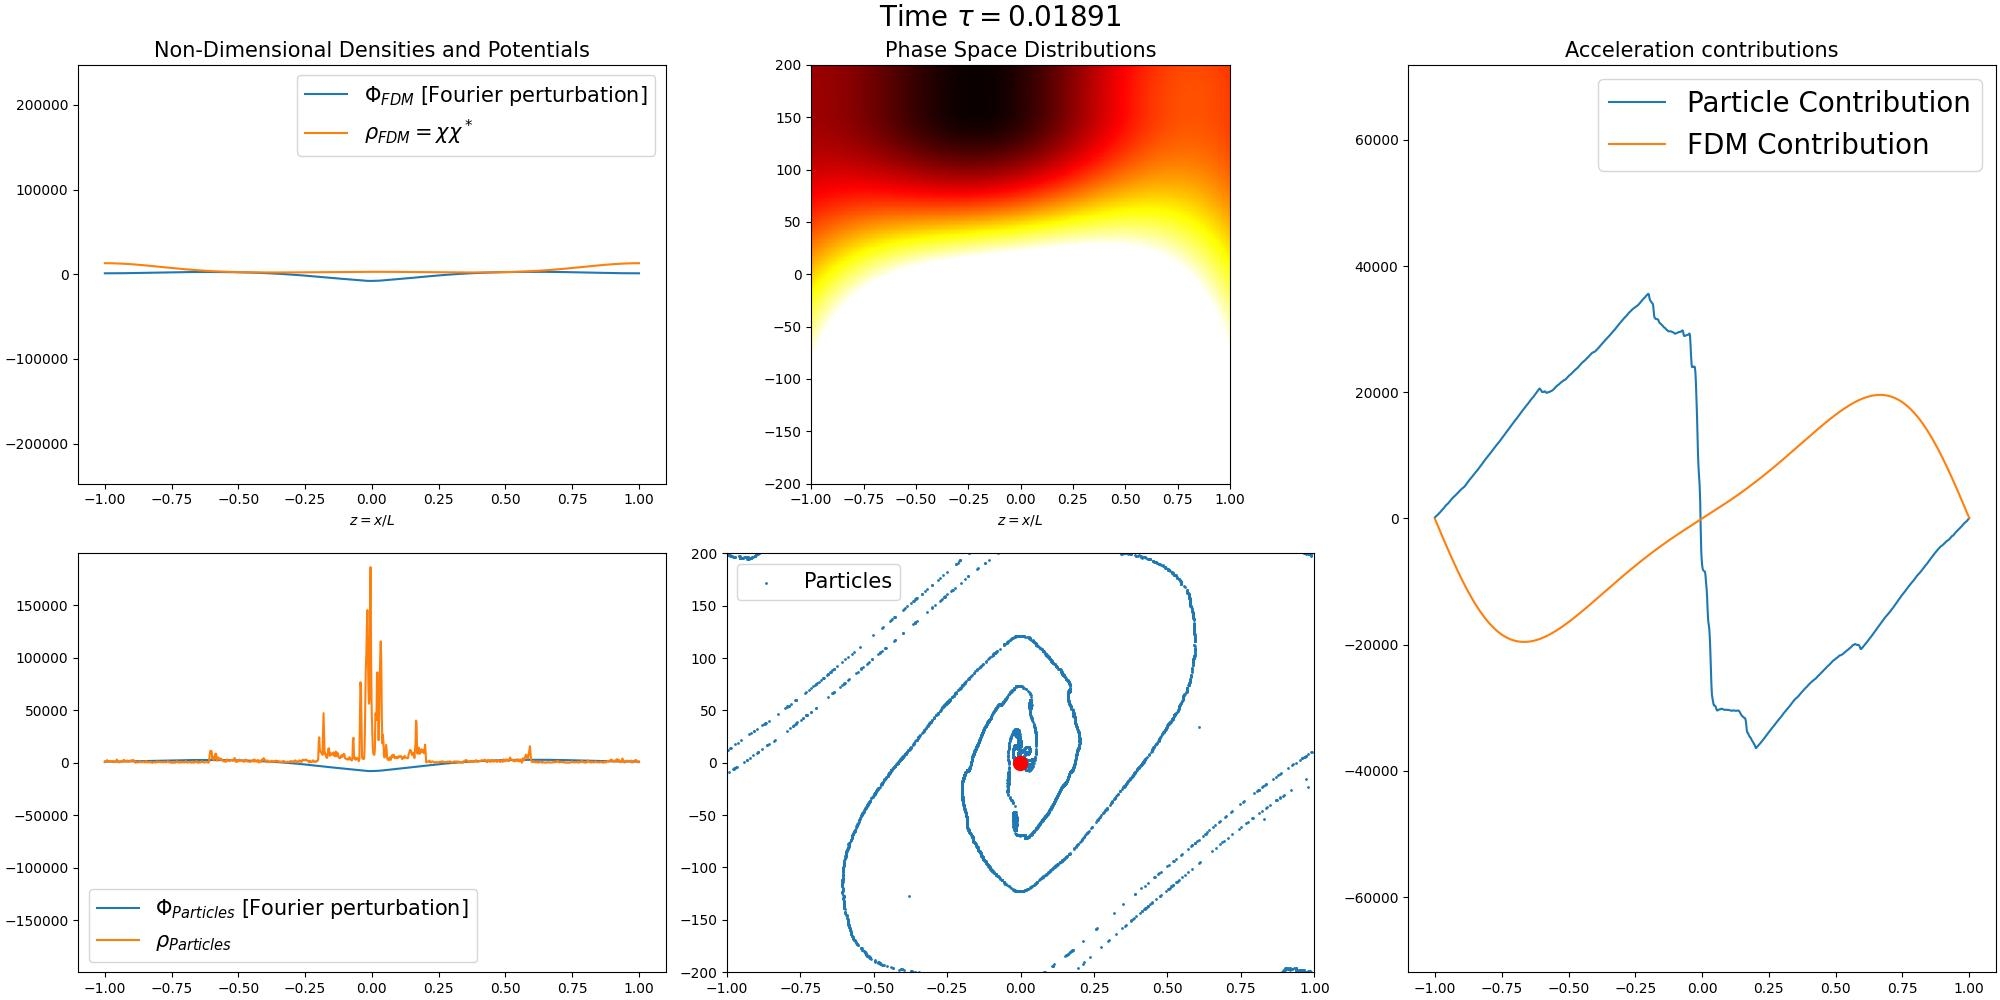 Time τ = 0.01891
Non-Dimensional Densities and Potentials
Φ_FDM [Fourier perturbation]
ρ_FDM = χχ*
200000
100000
0
−100000
−200000
−1.00 −0.75 −0.50 −0.25 0.00 0.25 0.50 0.75 1.00
z = x/L
Phase Space Distributions
200
150
100
50
0
−50
−100
−150
−200
−1.00 −0.75 −0.50 −0.25 0.00 0.25 0.50 0.75 1.00
z = x/L
Acceleration contributions
Particle Contribution
FDM Contribution
60000
40000
20000
0
−20000
−40000
−60000
−1.00 −0.75 −0.50 −0.25 0.00 0.25 0.50 0.75 1.00
150000
100000
50000
0
−50000
−100000
−150000
Φ_Particles [Fourier perturbation]
ρ_Particles
−1.00 −0.75 −0.50 −0.25 0.00 0.25 0.50 0.75 1.00
Particles
200
150
100
50
0
−50
−100
−150
−200
−1.00 −0.75 −0.50 −0.25 0.00 0.25 0.50 0.75 1.00